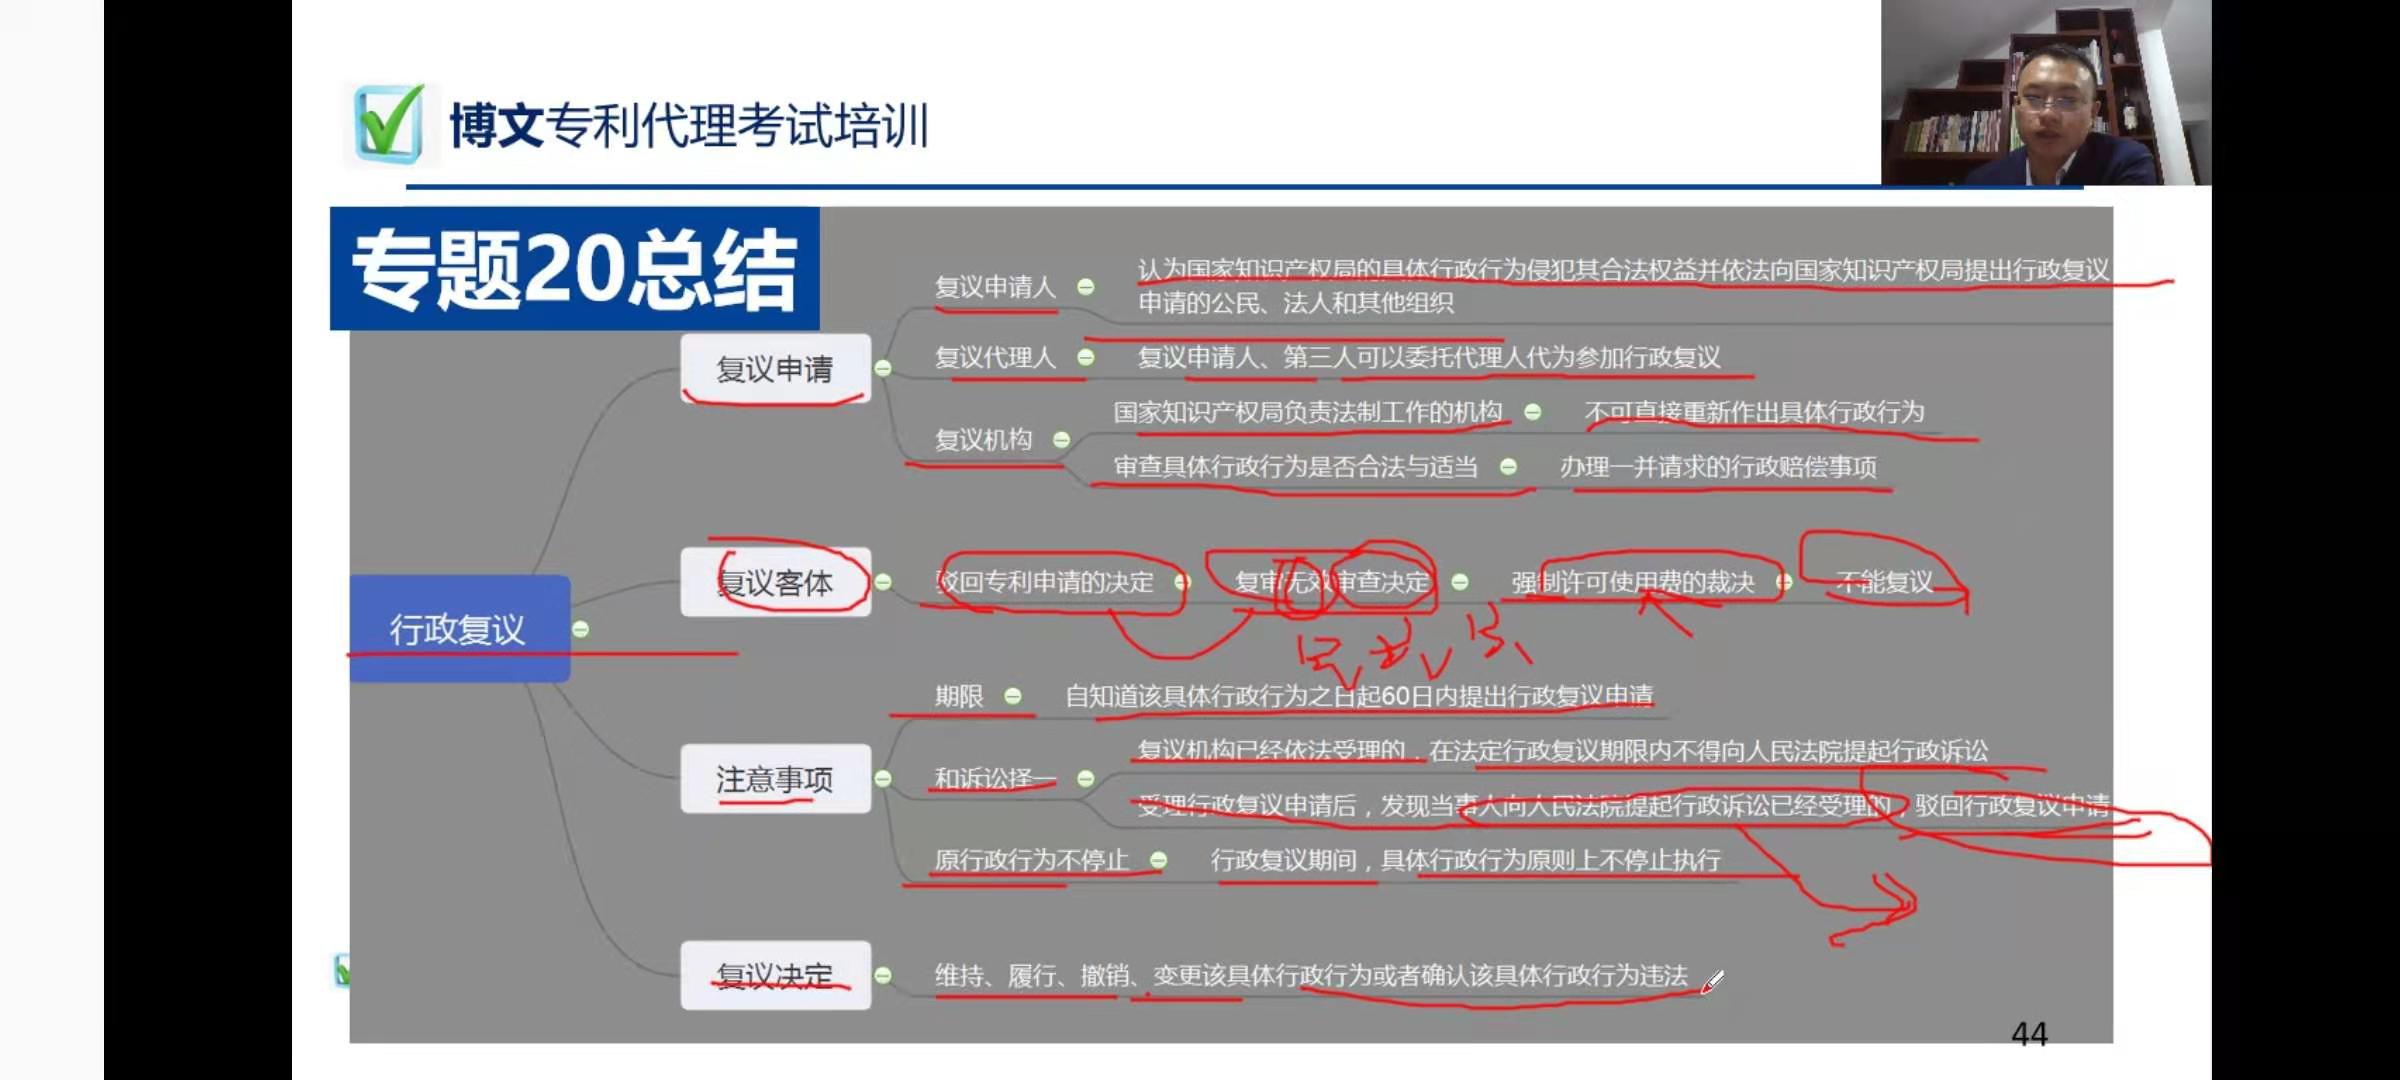 博文专利代理考试培训
专题20总结
行政复议
复议申请
复议申请人
认为国家知识产权局的具体行政行为侵犯其合法权益并依法向国家知识产权局提出行政复议
申请的公民、法人和其他组织
复议代理人
复议申请人、第三人可以委托代理人代为参加行政复议
复议机构
国家知识产权局负责法制工作的机构
不可直接重新作出具体行政行为
审查具体行政行为是否合法与适当
办理一并请求的行政赔偿事项
复议客体
驳回专利申请的决定
复审无效审查决定
强制许可使用费的裁决
不能复议
注意事项
期限
自知道该具体行政行为之日起60日内提出行政复议申请
和诉讼择一
复议机构已经依法受理的，在法定行政复议期限内不得向人民法院提起行政诉讼
受理行政复议申请后，发现当事人向人民法院提起行政诉讼已经受理的，驳回行政复议申请
原行政行为不停止
行政复议期间，具体行政行为原则上不停止执行
复议决定
维持、履行、撤销、变更该具体行政行为或者确认该具体行政行为违法
44